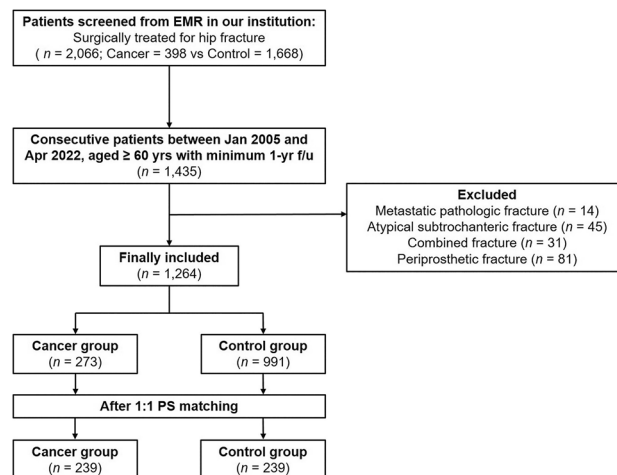 Patients screened from EMR in our institution:
Surgically treated for hip fracture
( n = 2,066; Cancer = 398 vs Control = 1,668)
Consecutive patients between Jan 2005 and
Apr 2022, aged ≥ 60 yrs with minimum 1-yr f/u
(n = 1,435)
Excluded
Metastatic pathologic fracture (n = 14)
Atypical subtrochanteric fracture (n = 45)
Combined fracture (n = 31)
Periprosthetic fracture (n = 81)
Finally included
(n = 1,264)
Cancer group
(n = 273)
Control group
(n = 991)
After 1:1 PS matching
Cancer group
(n = 239)
Control group
(n = 239)